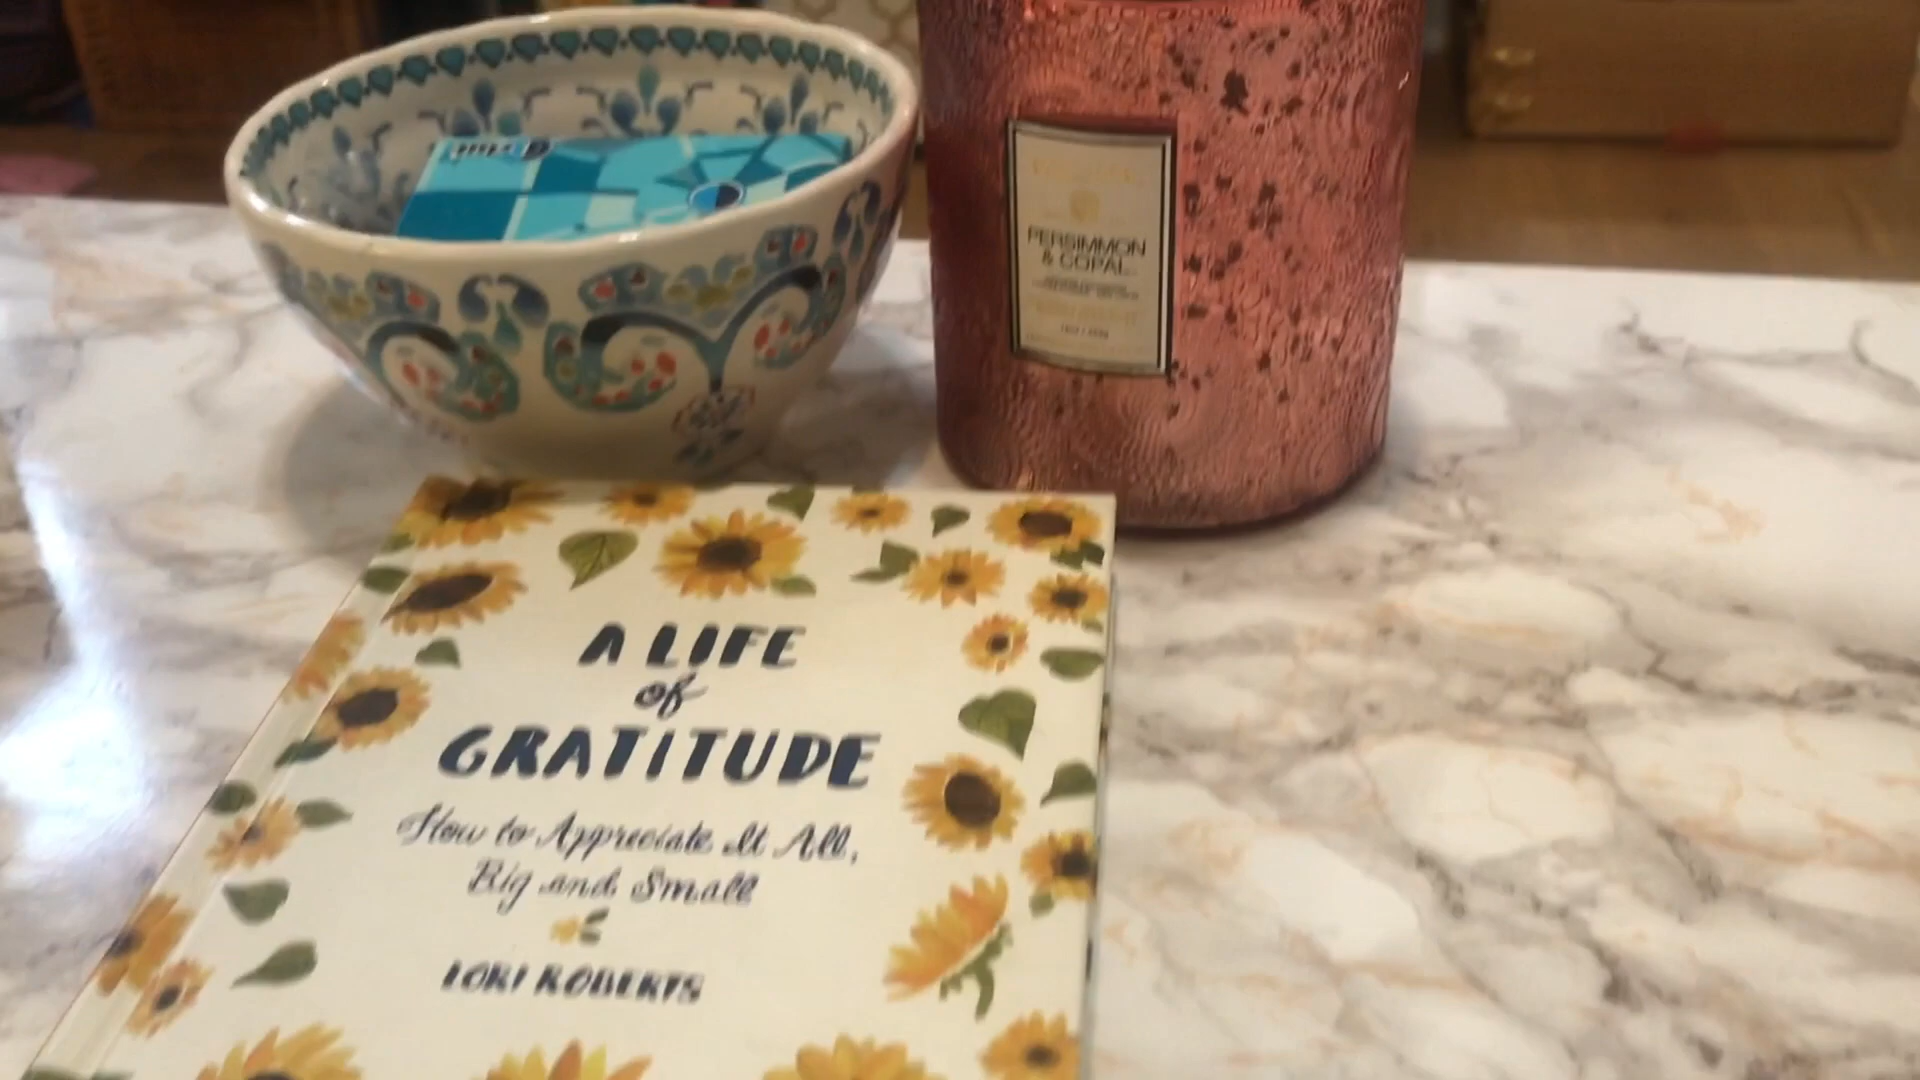 PERSIMMON
& COPAL
A LIFE
of
GRATITUDE
How to Appreciate It All,
Big and Small
LORI ROBERTS